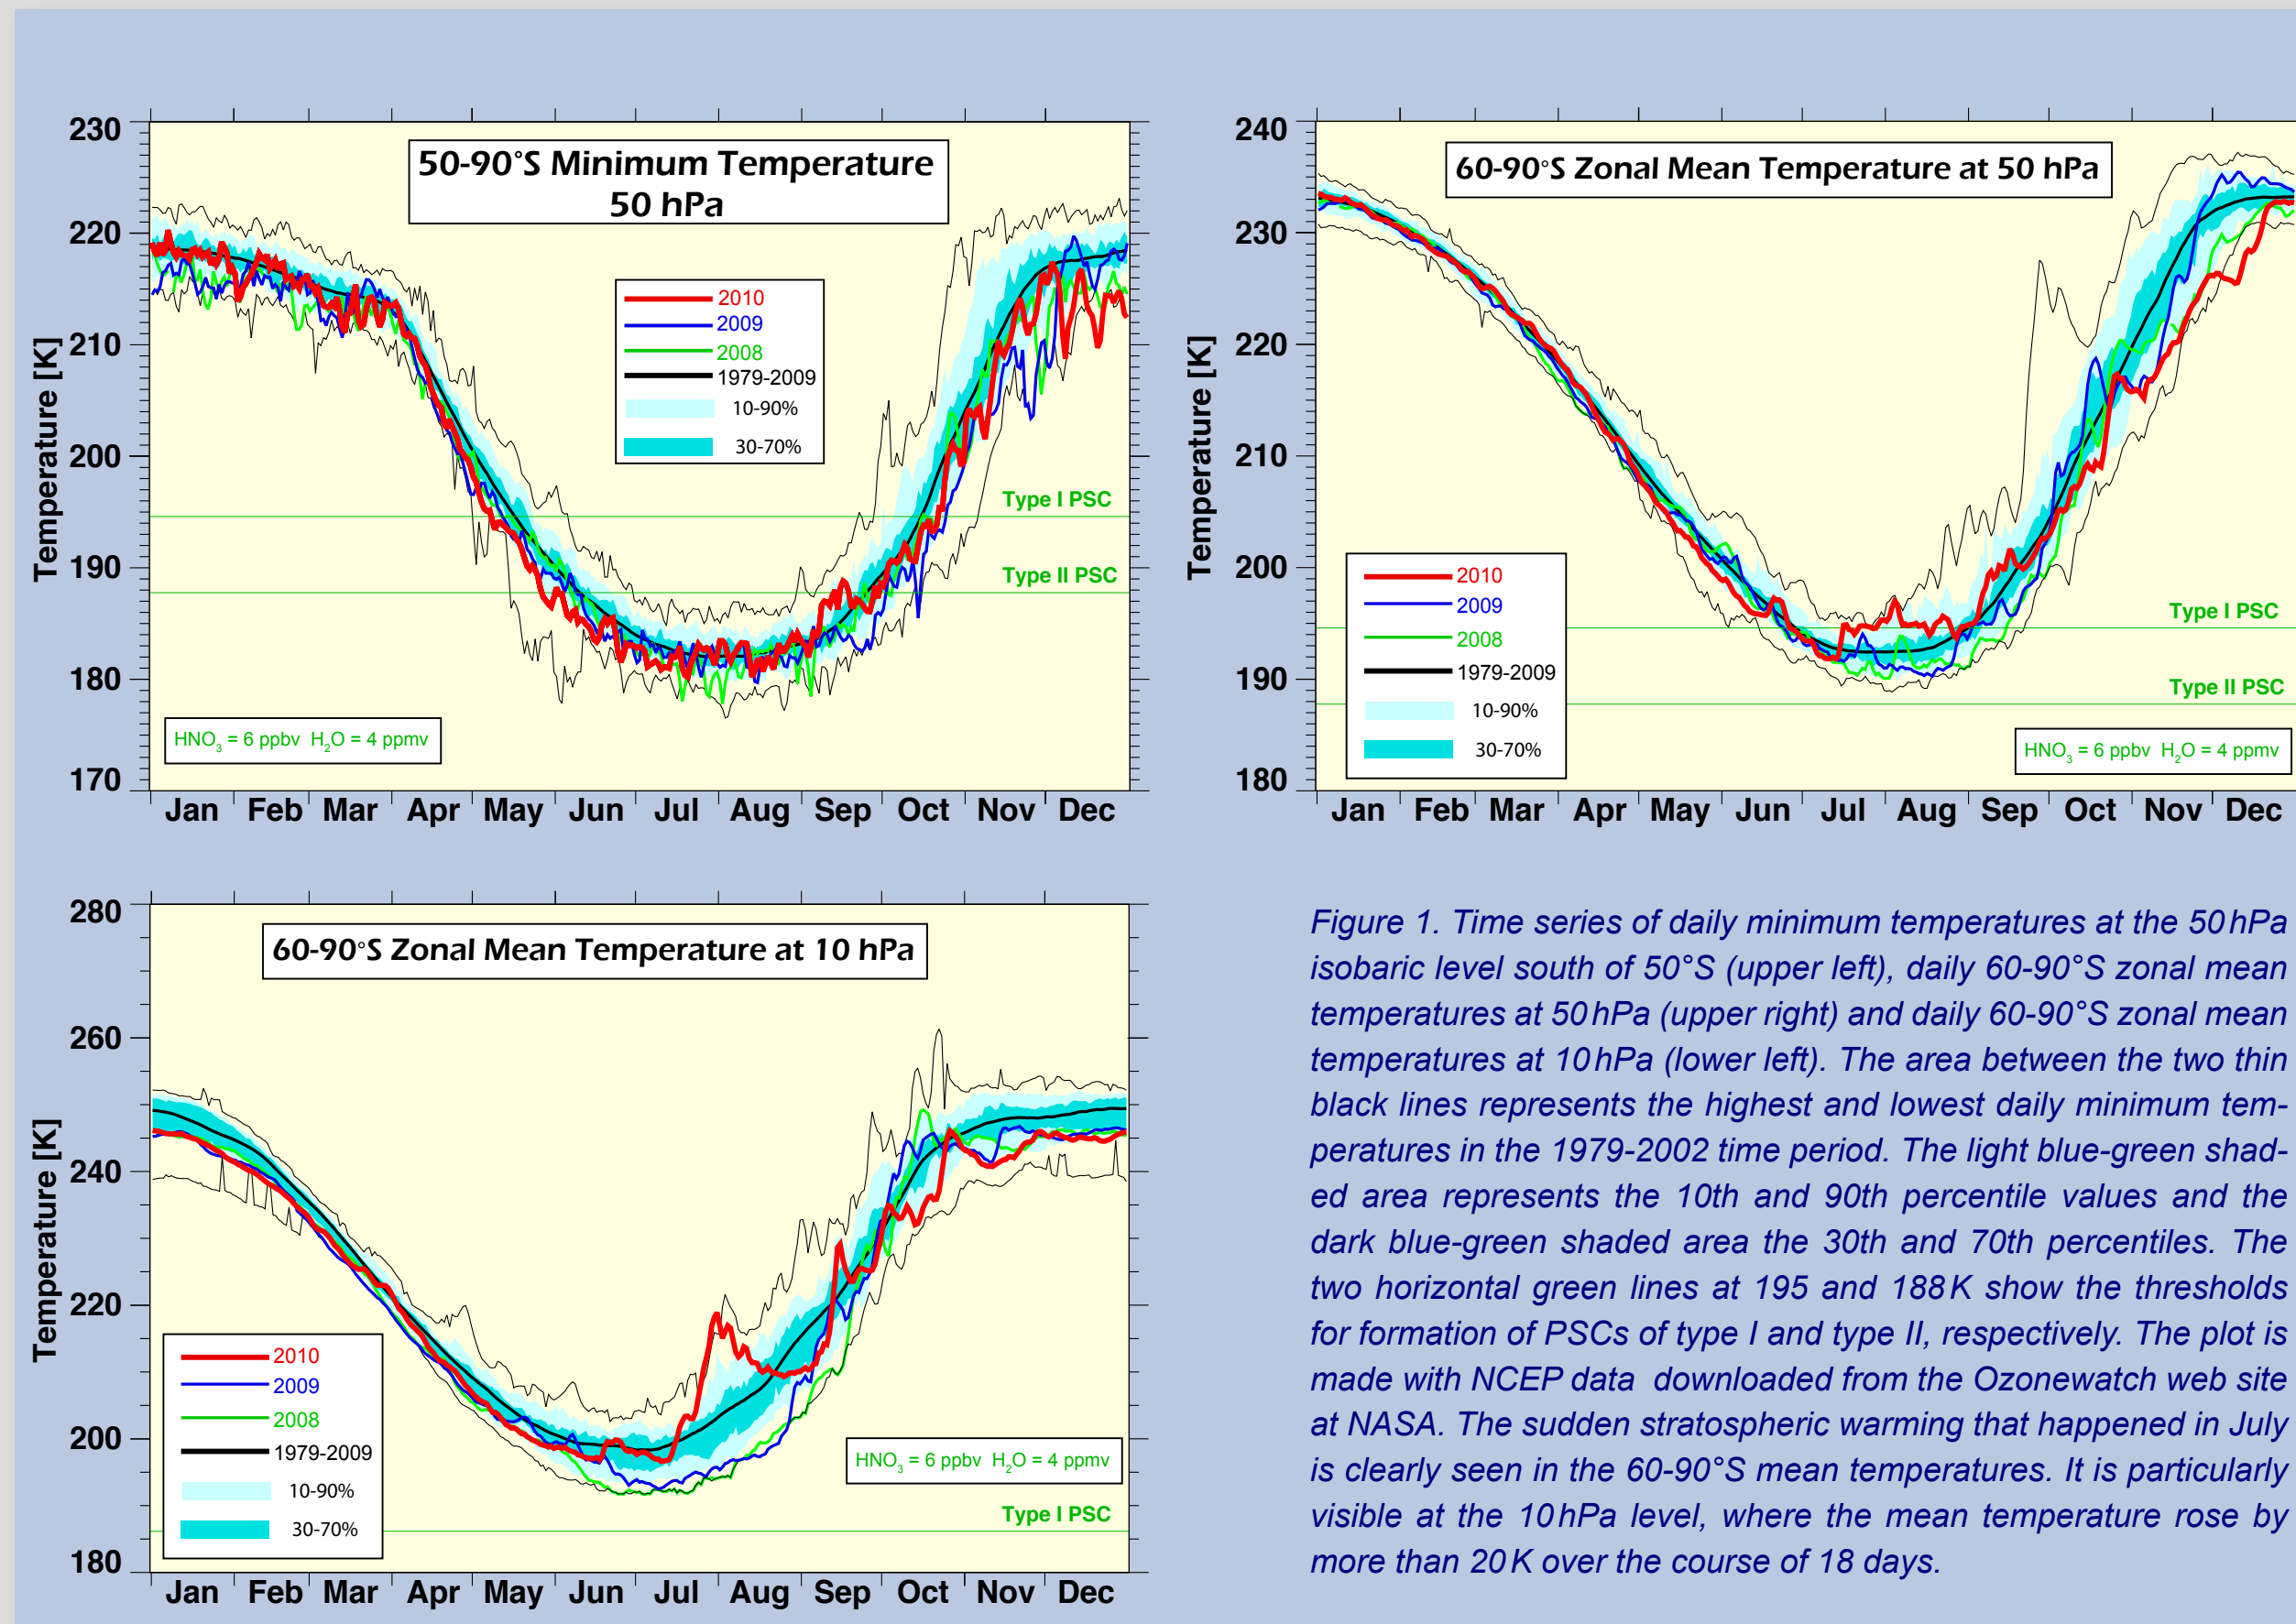 50-90°S Minimum Temperature
50 hPa
230
220
210
200
190
180
170
Temperature [K]
2010
2009
2008
1979-2009
10-90%
30-70%
Type I PSC
Type II PSC
HNO3 = 6 ppbv H2O = 4 ppmv
Jan Feb Mar Apr May Jun Jul Aug Sep Oct Nov Dec
60-90°S Zonal Mean Temperature at 50 hPa
240
230
220
210
200
190
180
Temperature [K]
2010
2009
2008
1979-2009
10-90%
30-70%
Type I PSC
Type II PSC
HNO3 = 6 ppbv H2O = 4 ppmv
Jan Feb Mar Apr May Jun Jul Aug Sep Oct Nov Dec
60-90°S Zonal Mean Temperature at 10 hPa
280
260
240
220
200
180
Temperature [K]
2010
2009
2008
1979-2009
10-90%
30-70%
HNO3 = 6 ppbv H2O = 4 ppmv
Type I PSC
Jan Feb Mar Apr May Jun Jul Aug Sep Oct Nov Dec
Figure 1. Time series of daily minimum temperatures at the 50 hPa
isobaric level south of 50°S (upper left), daily 60-90°S zonal mean
temperatures at 50 hPa (upper right) and daily 60-90°S zonal mean
temperatures at 10 hPa (lower left). The area between the two thin
black lines represents the highest and lowest daily minimum tem-
peratures in the 1979-2002 time period. The light blue-green shad-
ed area represents the 10th and 90th percentile values and the
dark blue-green shaded area the 30th and 70th percentiles. The
two horizontal green lines at 195 and 188 K show the thresholds
for formation of PSCs of type I and type II, respectively. The plot is
made with NCEP data downloaded from the Ozonewatch web site
at NASA. The sudden stratospheric warming that happened in July
is clearly seen in the 60-90°S mean temperatures. It is particularly
visible at the 10 hPa level, where the mean temperature rose by
more than 20 K over the course of 18 days.